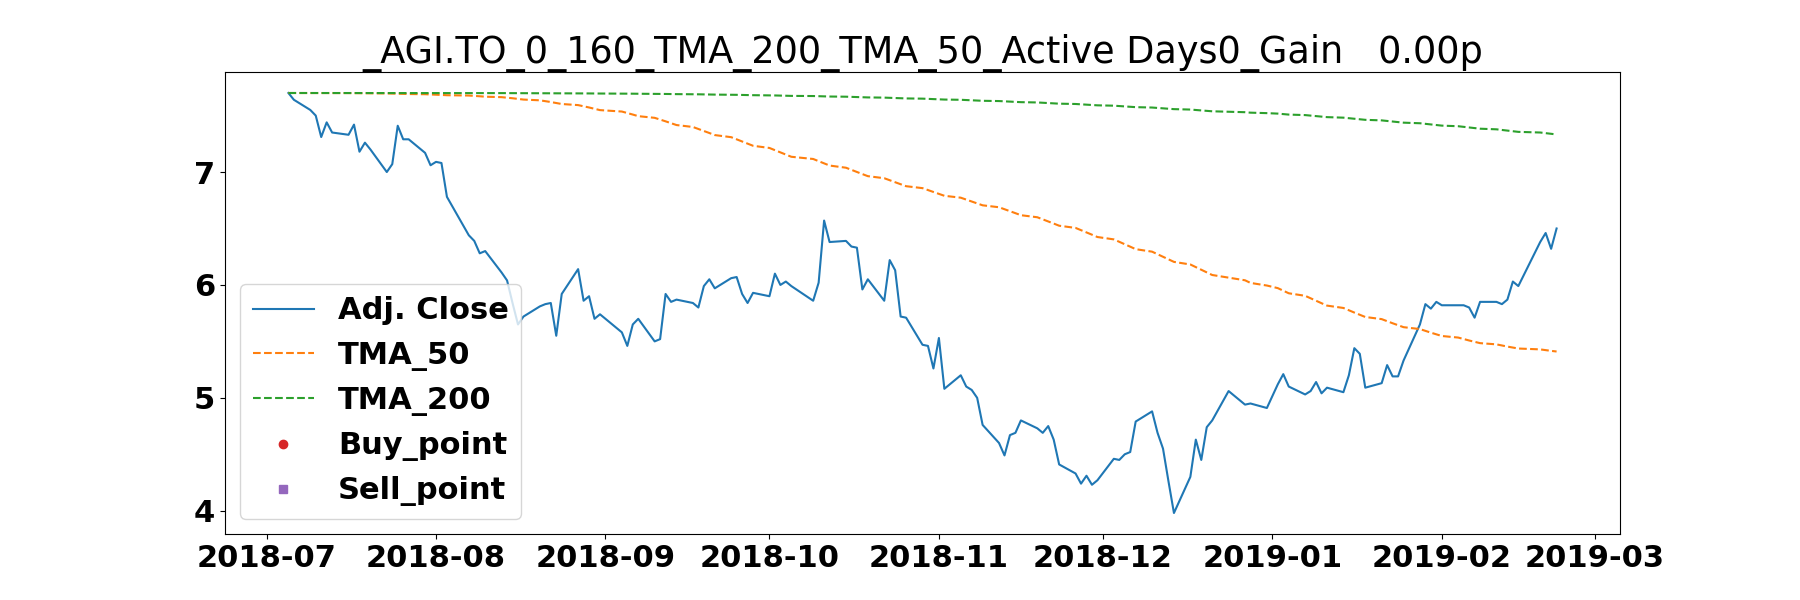 _AGI.TO_0_160_TMA_200_TMA_50_Active Days0_Gain   0.00p
7
6
5
4
Adj. Close
TMA_50
TMA_200
Buy_point
Sell_point
2018-07 2018-08 2018-09 2018-10 2018-11 2018-12 2019-01 2019-02 2019-03